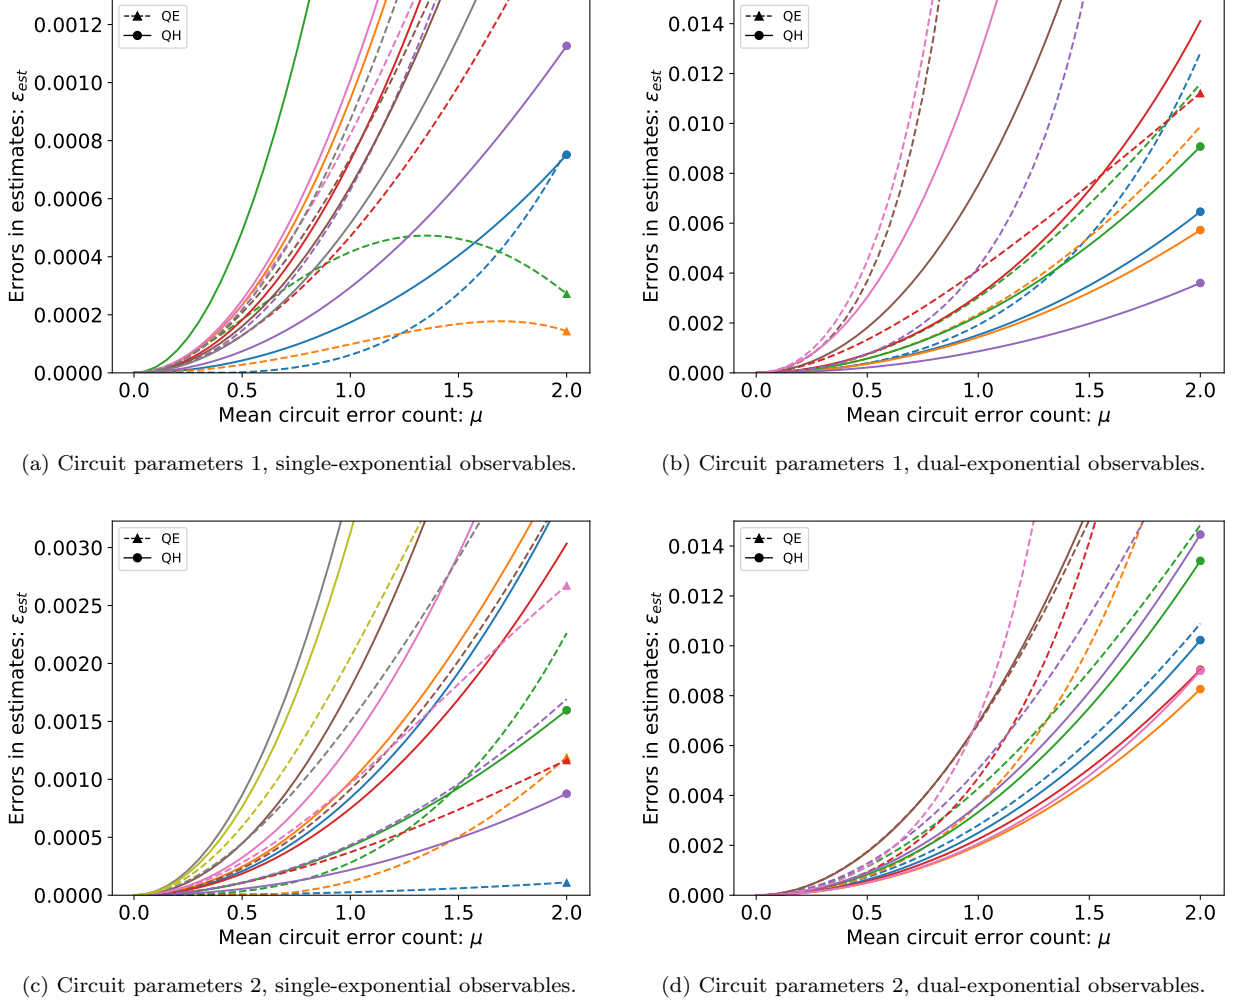 QE
QH
0.0012
0.0010
0.0008
0.0006
0.0004
0.0002
0.0000
Errors in estimates: ε_est
0.0 0.5 1.0 1.5 2.0
Mean circuit error count: μ
(a) Circuit parameters 1, single-exponential observables.
QE
QH
0.014
0.012
0.010
0.008
0.006
0.004
0.002
0.000
Errors in estimates: ε_est
0.0 0.5 1.0 1.5 2.0
Mean circuit error count: μ
(b) Circuit parameters 1, dual-exponential observables.
QE
QH
0.0030
0.0025
0.0020
0.0015
0.0010
0.0005
0.0000
Errors in estimates: ε_est
0.0 0.5 1.0 1.5 2.0
Mean circuit error count: μ
(c) Circuit parameters 2, single-exponential observables.
QE
QH
0.014
0.012
0.010
0.008
0.006
0.004
0.002
0.000
Errors in estimates: ε_est
0.0 0.5 1.0 1.5 2.0
Mean circuit error count: μ
(d) Circuit parameters 2, dual-exponential observables.